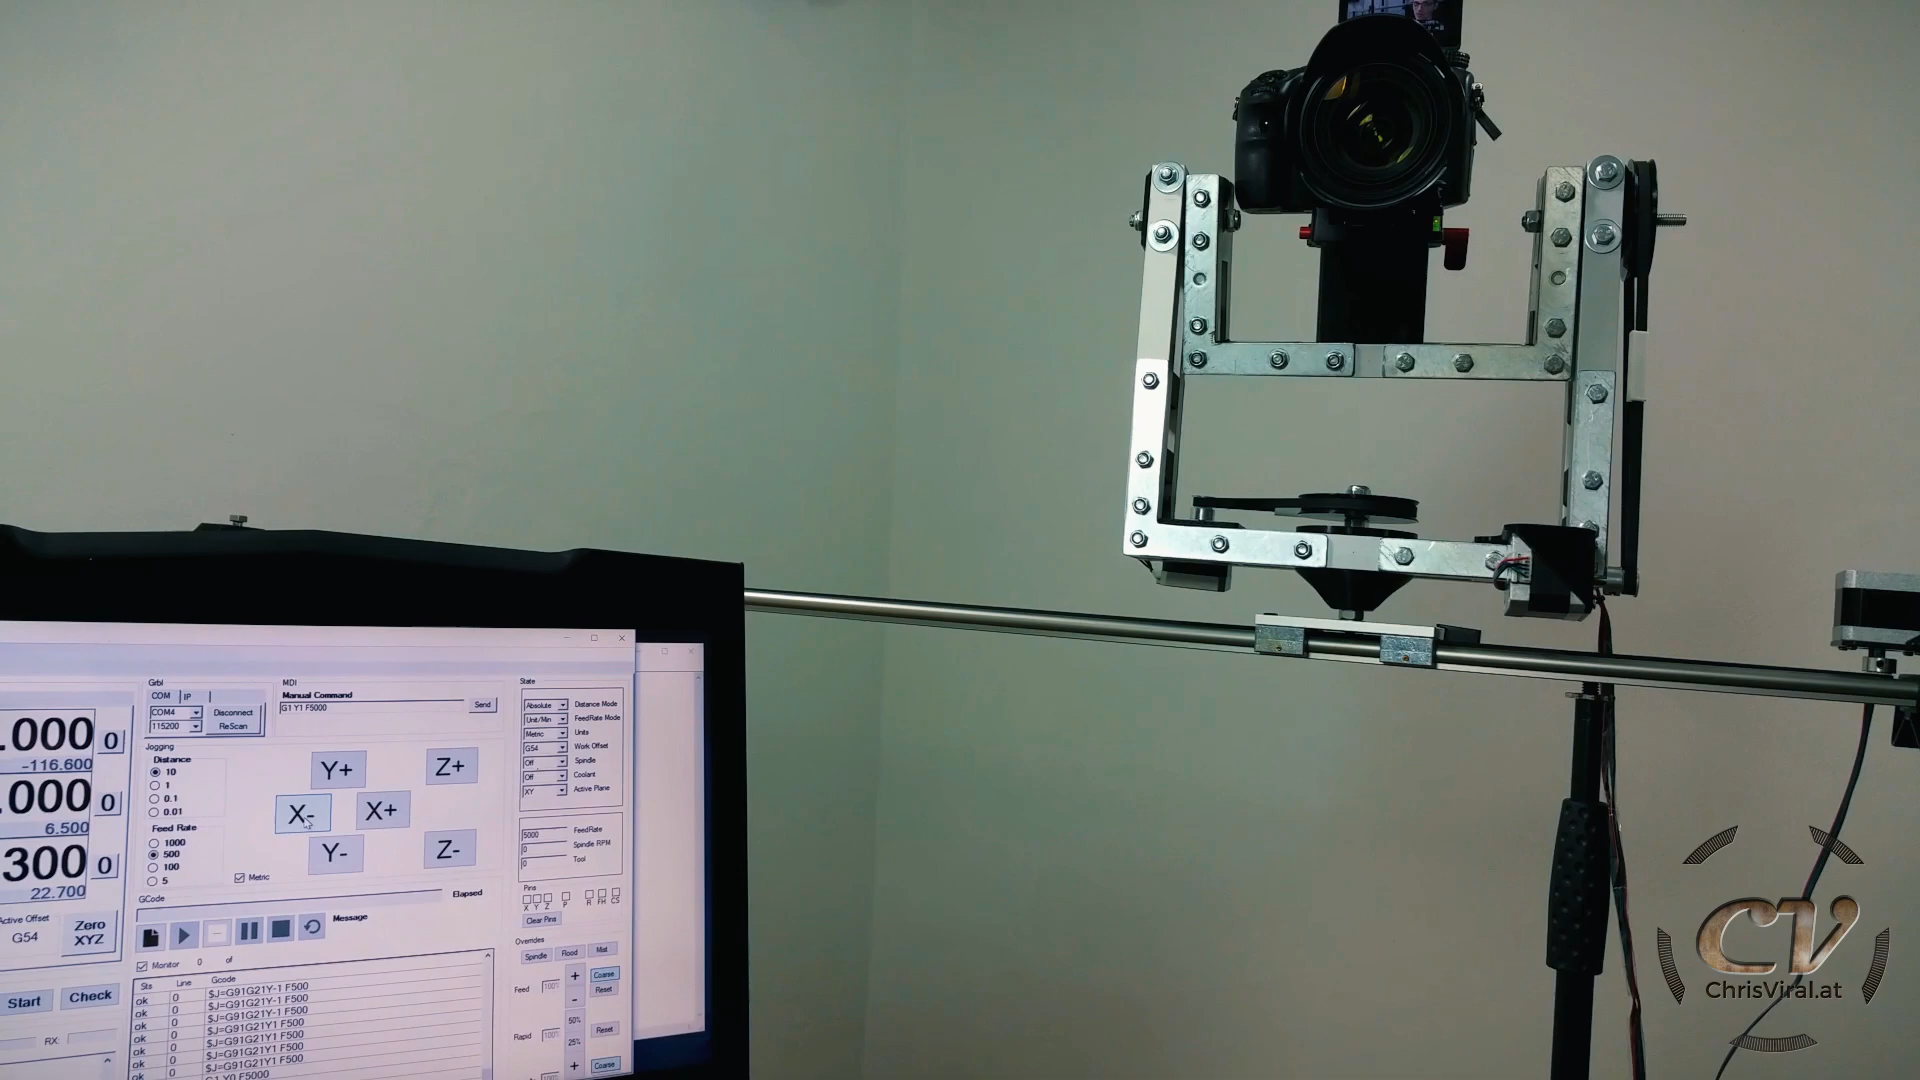 Grbl
COM IP
COM4 Disconnect
115200 ReScan
MDI
Manual Command
G1 Y1 F5000 Send
State
Absolute Distance Mode
Unit/Min FeedRate Mode
Metric Units
G54 Work Offset
Off Spindle
Off Coolant
XY Active Plane
.000 0
-116.600
.000 0
6.500
300 0
22.700
Active Offset
G54
Zero
XYZ
Start Check
RX:
Jogging
Distance
10
1
0.1
0.01
Feed Rate
1000
500
100
5
Metric
Y+ Z+
X- X+
Y- Z-
5000 FeedRate
0 Spindle RPM
0 Tool
Pins
X Y Z P R FH CS
Clear Pins
GCode
Elapsed
Message
Monitor 0 of
Sts Line Gcode
ok 0 $J=G91G21Y-1 F500
ok 0 $J=G91G21Y-1 F500
ok 0 $J=G91G21Y-1 F500
ok 0 $J=G91G21Y1 F500
ok 0 $J=G91G21Y1 F500
ok 0 $J=G91G21Y1 F500
ok 0 $J=G91G21Y1 F500
G1 Y0 F5000
Overrides
Spindle Flood Mist
Feed 100% + Coarse
- Reset
50%
Rapid 100% 25% Reset
100% + Coarse
CV
ChrisViral.at